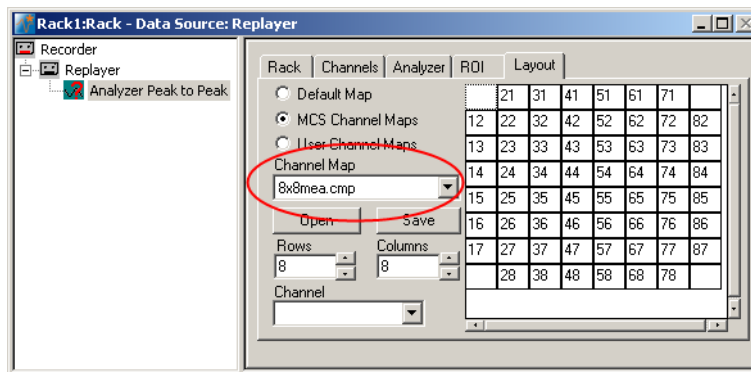 Rack1:Rack - Data Source: Replayer
Recorder
Replayer
Analyzer Peak to Peak
Rack Channels Analyzer ROI Layout
Default Map
MCS Channel Maps
User Channel Maps
Channel Map
8x8mea.cmp
Open Save
Rows Columns
8 8
Channel
21 31 41 51 61 71
12 22 32 42 52 62 72 82
13 23 33 43 53 63 73 83
14 24 34 44 54 64 74 84
15 25 35 45 55 65 75 85
16 26 36 46 56 66 76 86
17 27 37 47 57 67 77 87
28 38 48 58 68 78